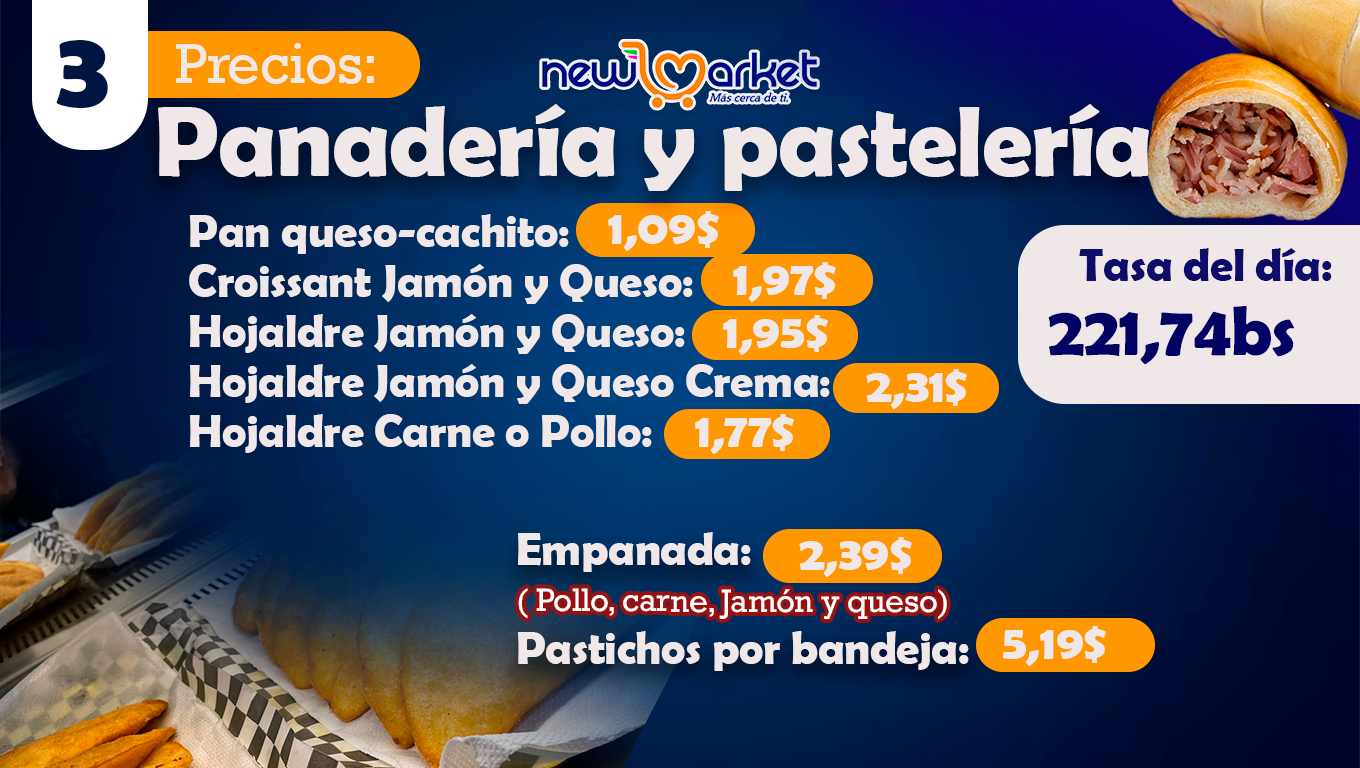 3
Precios:
new market
Más cerca de ti.
Panadería y pastelería
Pan queso-cachito: 1,09$
Croissant Jamón y Queso: 1,97$
Hojaldre Jamón y Queso: 1,95$
Hojaldre Jamón y Queso Crema: 2,31$
Hojaldre Carne o Pollo: 1,77$
Tasa del día:
221,74bs
Empanada: 2,39$
( Pollo, carne, Jamón y queso)
Pastichos por bandeja: 5,19$